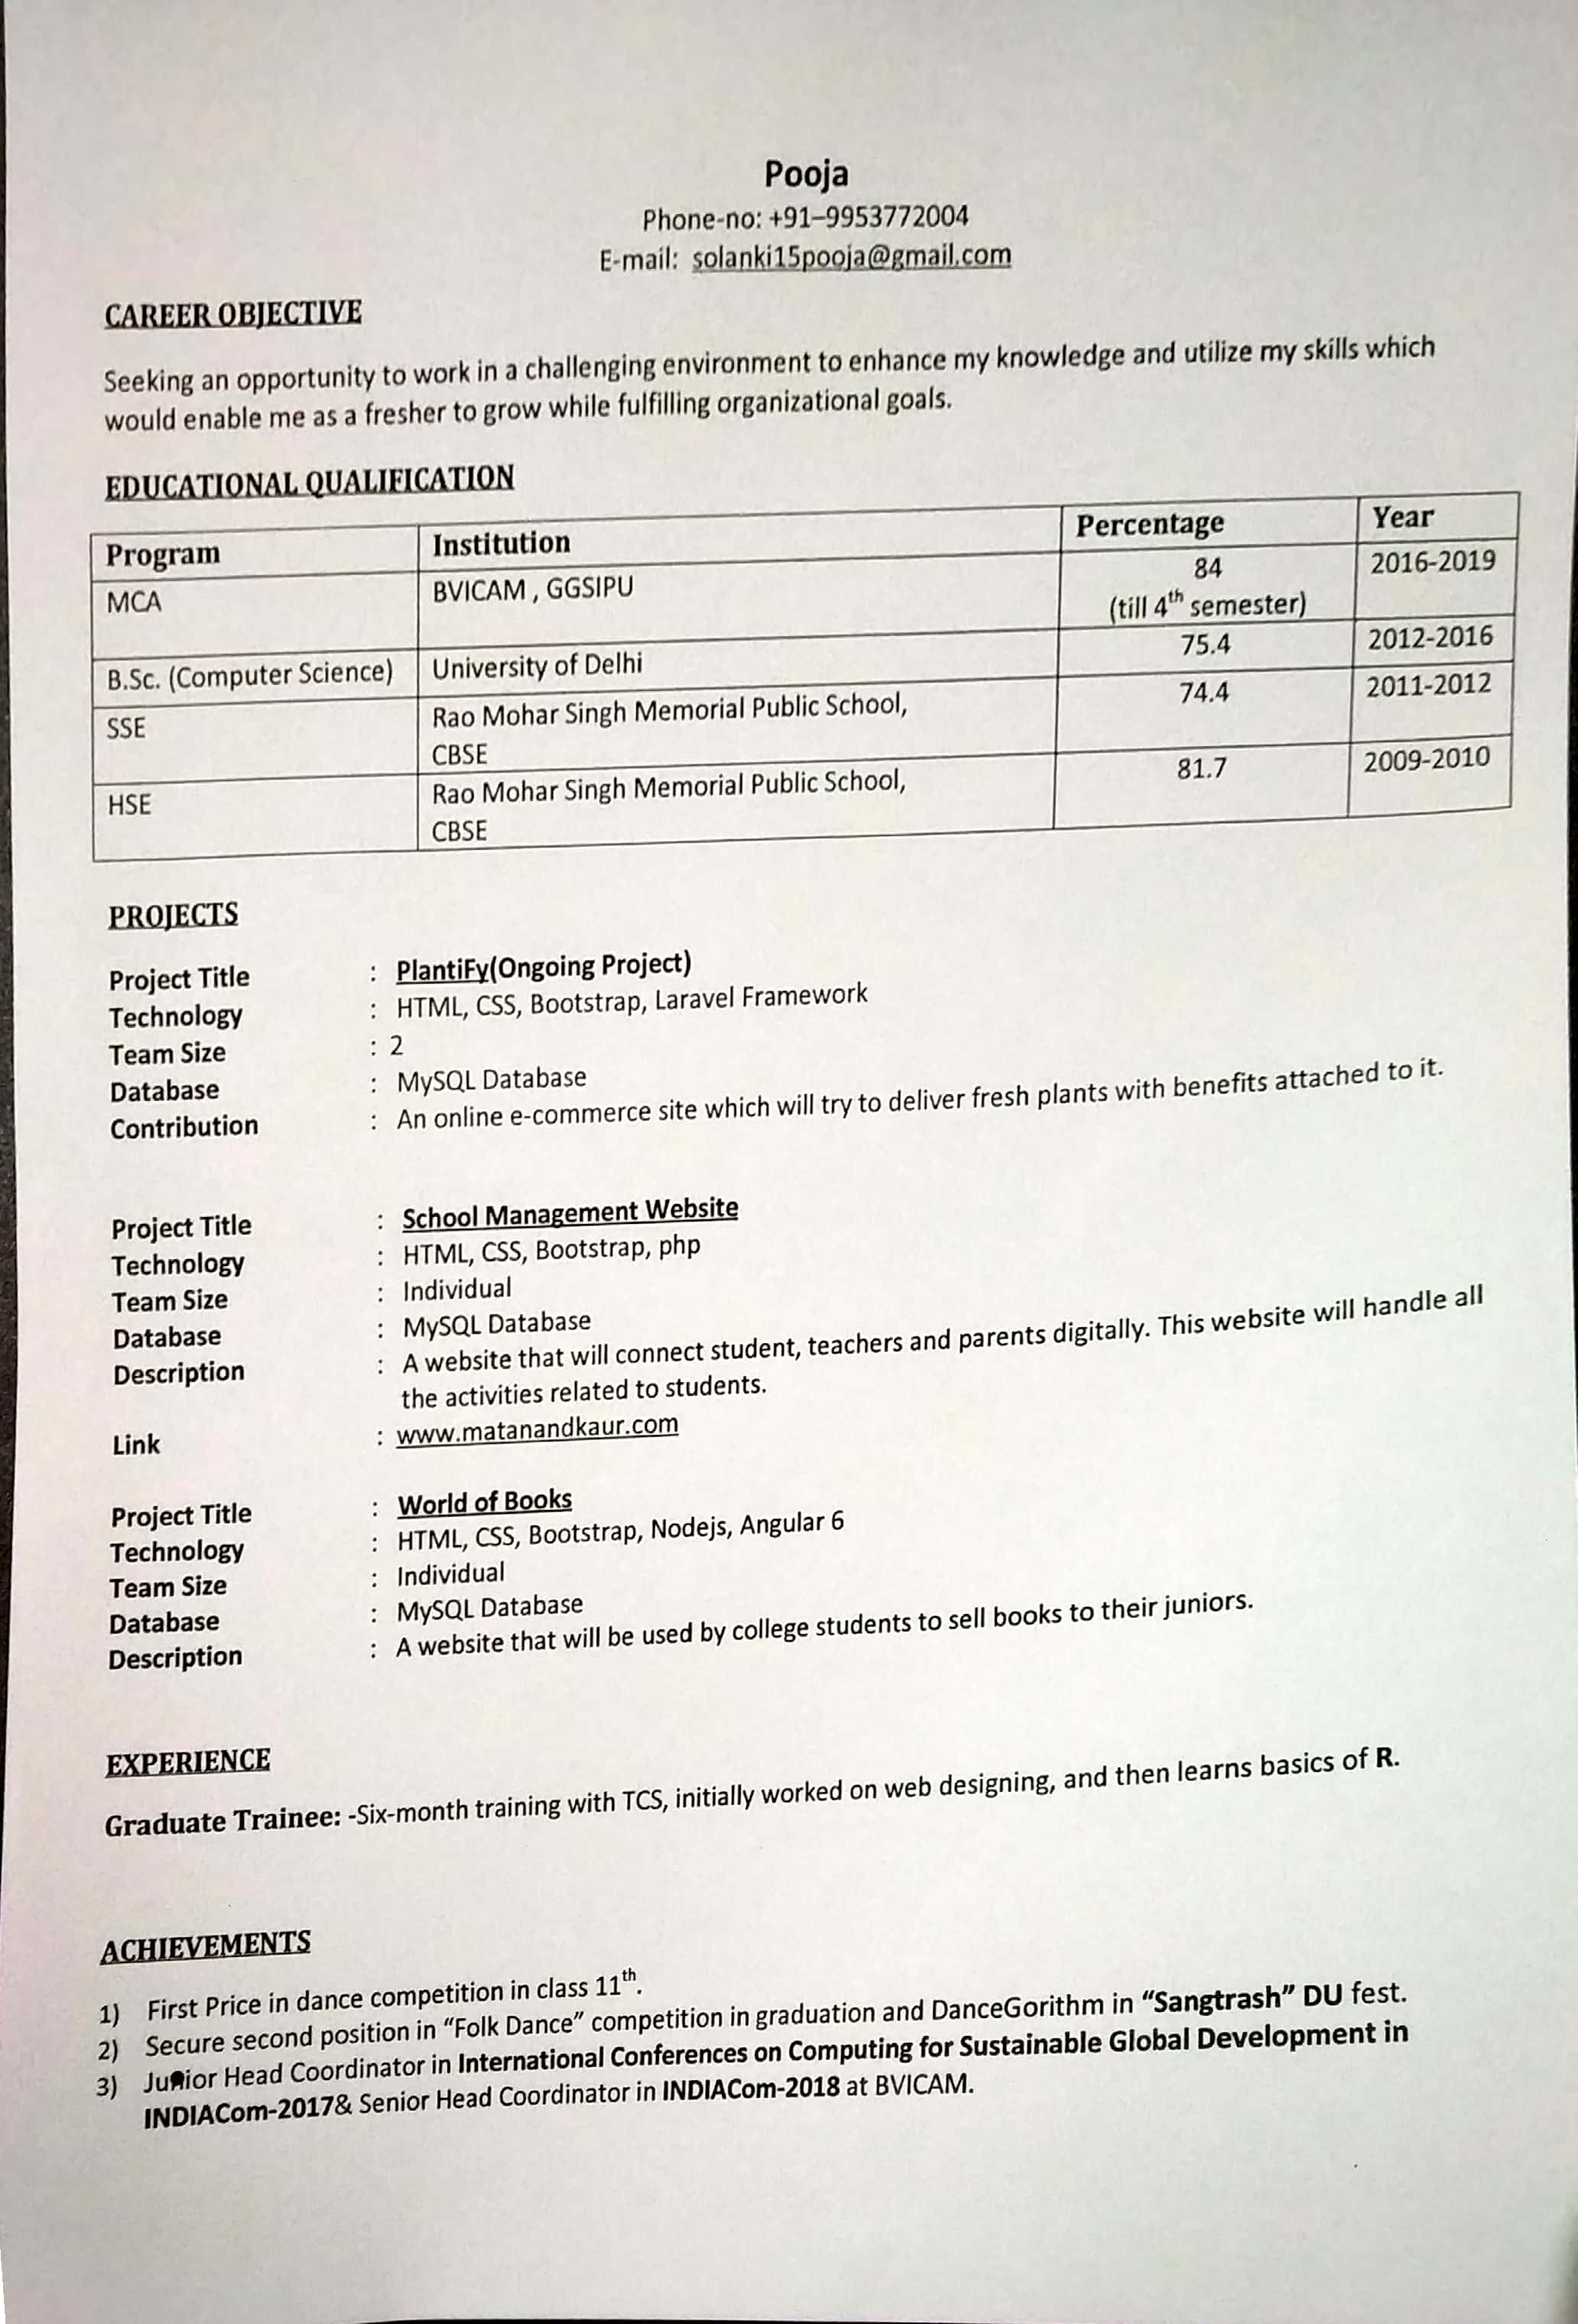 Pooja
Phone-no: +91–9953772004
E-mail: solanki15pooja@gmail.com
CAREER OBJECTIVE
Seeking an opportunity to work in a challenging environment to enhance my knowledge and utilize my skills which
would enable me as a fresher to grow while fulfilling organizational goals.
EDUCATIONAL QUALIFICATION
Program Institution Percentage Year
MCA BVICAM , GGSIPU 84 2016-2019
(till 4th semester)
B.Sc. (Computer Science) University of Delhi 75.4 2012-2016
SSE Rao Mohar Singh Memorial Public School, 74.4 2011-2012
CBSE
HSE Rao Mohar Singh Memorial Public School, 81.7 2009-2010
CBSE
PROJECTS
Project Title : PlantiFy(Ongoing Project)
Technology : HTML, CSS, Bootstrap, Laravel Framework
Team Size : 2
Database : MySQL Database
Contribution : An online e-commerce site which will try to deliver fresh plants with benefits attached to it.
Project Title : School Management Website
Technology : HTML, CSS, Bootstrap, php
Team Size : Individual
Database : MySQL Database
Description : A website that will connect student, teachers and parents digitally. This website will handle all
the activities related to students.
Link : www.matanandkaur.com
Project Title : World of Books
Technology : HTML, CSS, Bootstrap, Nodejs, Angular 6
Team Size : Individual
Database : MySQL Database
Description : A website that will be used by college students to sell books to their juniors.
EXPERIENCE
Graduate Trainee: -Six-month training with TCS, initially worked on web designing, and then learns basics of R.
ACHIEVEMENTS
1) First Price in dance competition in class 11th.
2) Secure second position in “Folk Dance” competition in graduation and DanceGorithm in “Sangtrash” DU fest.
3) Junior Head Coordinator in International Conferences on Computing for Sustainable Global Development in
INDIACom-2017& Senior Head Coordinator in INDIACom-2018 at BVICAM.